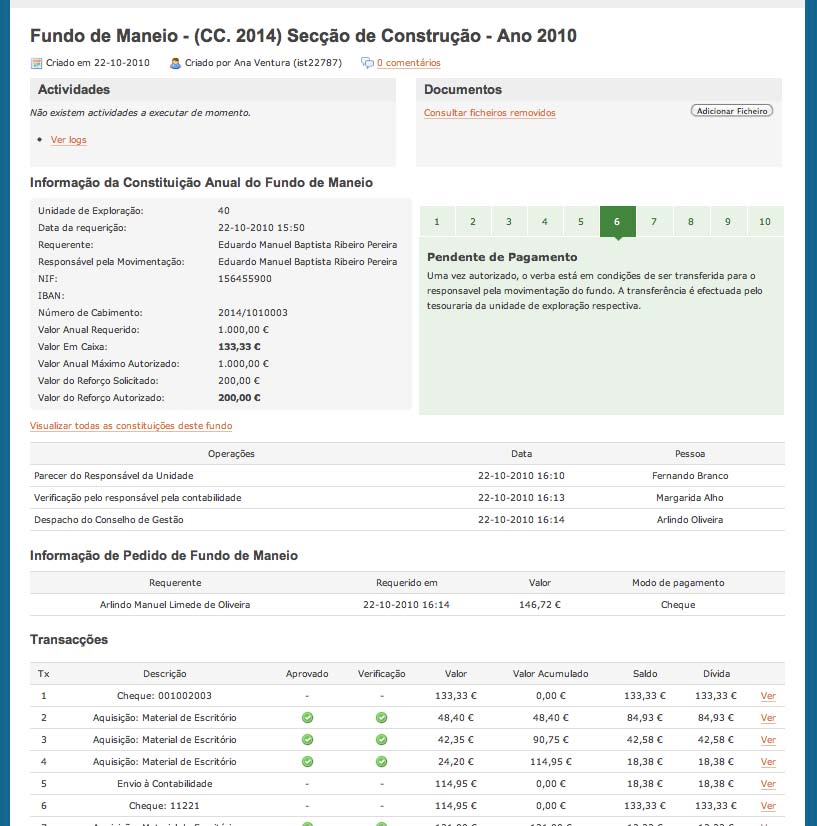 Fundo de Maneio - (CC. 2014) Secção de Construção - Ano 2010
Criado em 22-10-2010 Criado por Ana Ventura (ist22787) 0 comentários
Actividades
Não existem actividades a executar de momento.
• Ver logs
Documentos
Consultar ficheiros removidos Adicionar Ficheiro
Informação da Constituição Anual do Fundo de Maneio
Unidade de Exploração: 40
Data da requerição: 22-10-2010 15:50
Requerente: Eduardo Manuel Baptista Ribeiro Pereira
Responsável pela Movimentação: Eduardo Manuel Baptista Ribeiro Pereira
NIF: 156455900
IBAN:
Número de Cabimento: 2014/1010003
Valor Anual Requerido: 1.000,00 €
Valor Em Caixa: 133,33 €
Valor Anual Máximo Autorizado: 1.000,00 €
Valor do Reforço Solicitado: 200,00 €
Valor do Reforço Autorizado: 200,00 €
1 2 3 4 5 6 7 8 9 10
Pendente de Pagamento
Uma vez autorizado, o verba está em condições de ser transferida para o
responsavel pela movimentação do fundo. A transferência é efectuada pelo
tesouraria da unidade de exploração respectiva.
Visualizar todas as constituições deste fundo
Operações Data Pessoa
Parecer do Responsável da Unidade 22-10-2010 16:10 Fernando Branco
Verificação pelo responsável pela contabilidade 22-10-2010 16:13 Margarida Alho
Despacho do Conselho de Gestão 22-10-2010 16:14 Arlindo Oliveira
Informação de Pedido de Fundo de Maneio
Requerente Requerido em Valor Modo de pagamento
Arlindo Manuel Limede de Oliveira 22-10-2010 16:14 146,72 € Cheque
Transacções
Tx Descrição Aprovado Verificação Valor Valor Acumulado Saldo Dívida
1 Cheque: 001002003 - - 133,33 € 0,00 € 133,33 € 133,33 € Ver
2 Aquisição: Material de Escritório 48,40 € 48,40 € 84,93 € 84,93 € Ver
3 Aquisição: Material de Escritório 42,35 € 90,75 € 42,58 € 42,58 € Ver
4 Aquisição: Material de Escritório 24,20 € 114,95 € 18,38 € 18,38 € Ver
5 Envio à Contabilidade - - 114,95 € 0,00 € 18,38 € 18,38 € Ver
6 Cheque: 11221 - - 114,95 € 0,00 € 133,33 € 133,33 € Ver